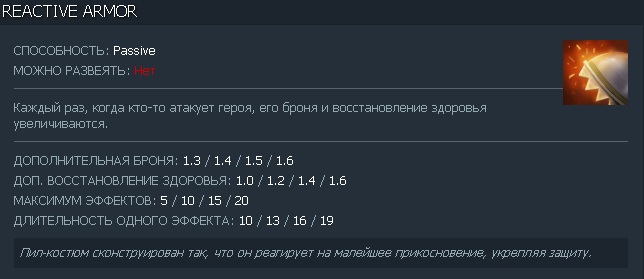 REACTIVE ARMOR
СПОСОБНОСТЬ: Passive
МОЖНО РАЗВЕЯТЬ: Нет
Каждый раз, когда кто-то атакует героя, его броня и восстановление здоровья
увеличиваются.
ДОПОЛНИТЕЛЬНАЯ БРОНЯ: 1.3 / 1.4 / 1.5 / 1.6
ДОП. ВОССТАНОВЛЕНИЕ ЗДОРОВЬЯ: 1.0 / 1.2 / 1.4 / 1.6
МАКСИМУМ ЭФФЕКТОВ: 5 / 10 / 15 / 20
ДЛИТЕЛЬНОСТЬ ОДНОГО ЭФФЕКТА: 10 / 13 / 16 / 19
Пил-костюм сконструирован так, что он реагирует на малейшее прикосновение, укрепляя защиту.